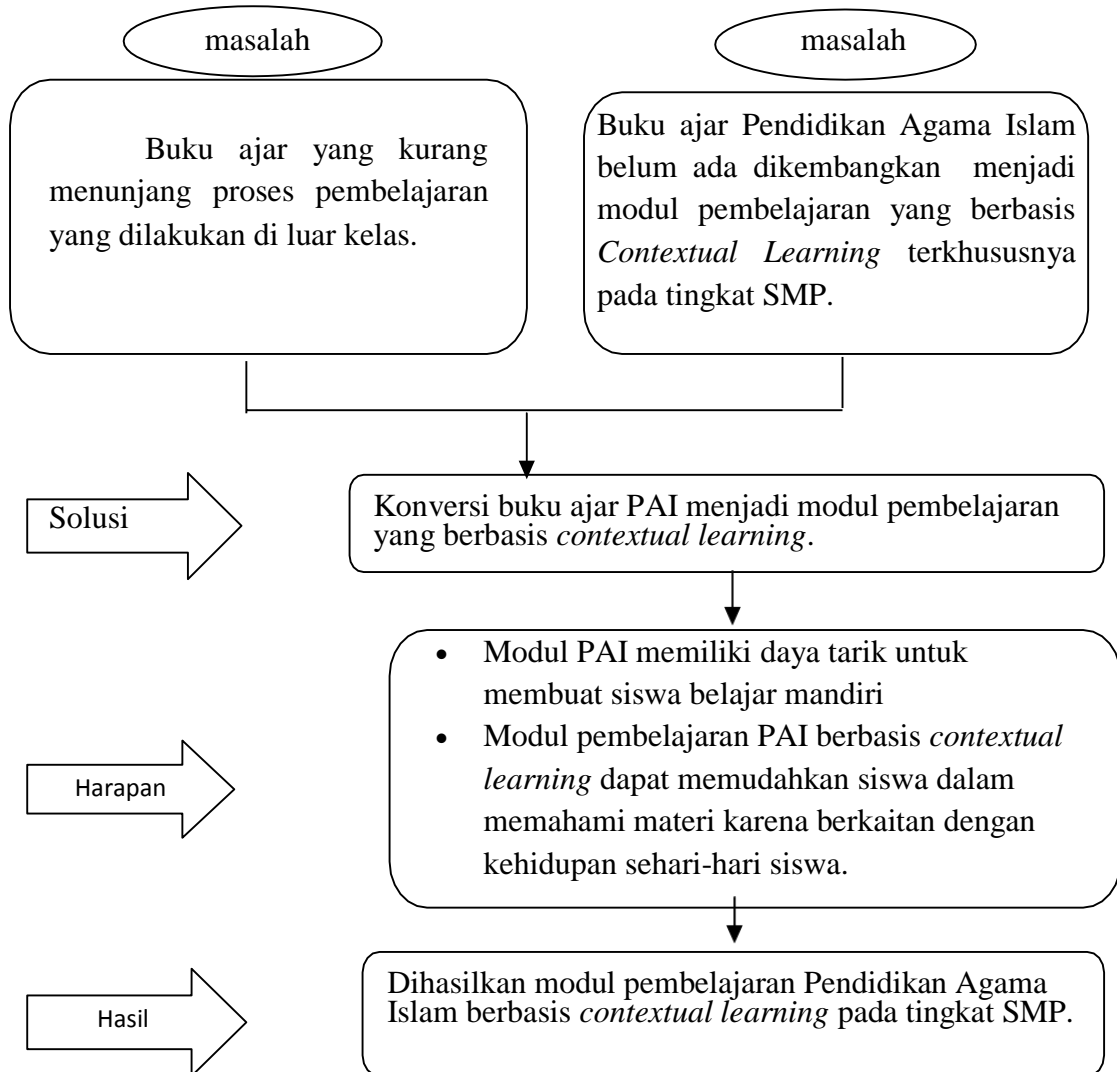 masalah
Buku ajar yang kurang
menunjang proses pembelajaran
yang dilakukan di luar kelas.
masalah
Buku ajar Pendidikan Agama Islam
belum ada dikembangkan menjadi
modul pembelajaran yang berbasis
Contextual Learning terkhususnya
pada tingkat SMP.
Solusi
Konversi buku ajar PAI menjadi modul pembelajaran
yang berbasis contextual learning.
Harapan
• Modul PAI memiliki daya tarik untuk
membuat siswa belajar mandiri
• Modul pembelajaran PAI berbasis contextual
learning dapat memudahkan siswa dalam
memahami materi karena berkaitan dengan
kehidupan sehari-hari siswa.
Hasil
Dihasilkan modul pembelajaran Pendidikan Agama
Islam berbasis contextual learning pada tingkat SMP.